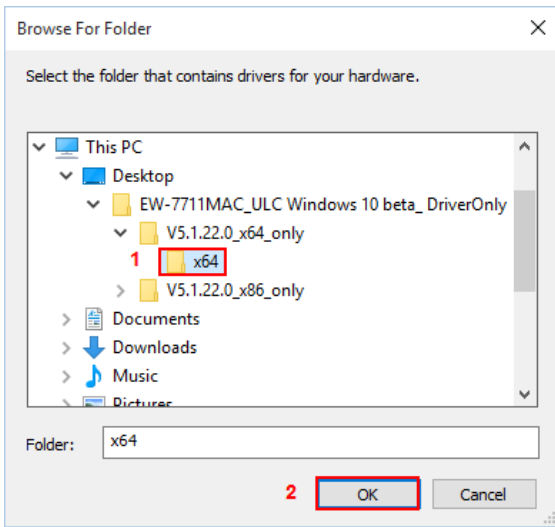 Browse For Folder
Select the folder that contains drivers for your hardware.
This PC
Desktop
EW-7711MAC_ULC Windows 10 beta_ DriverOnly
V5.1.22.0_x64_only
1 x64
V5.1.22.0_x86_only
Documents
Downloads
Music
Pictures
Folder: x64
2 OK Cancel